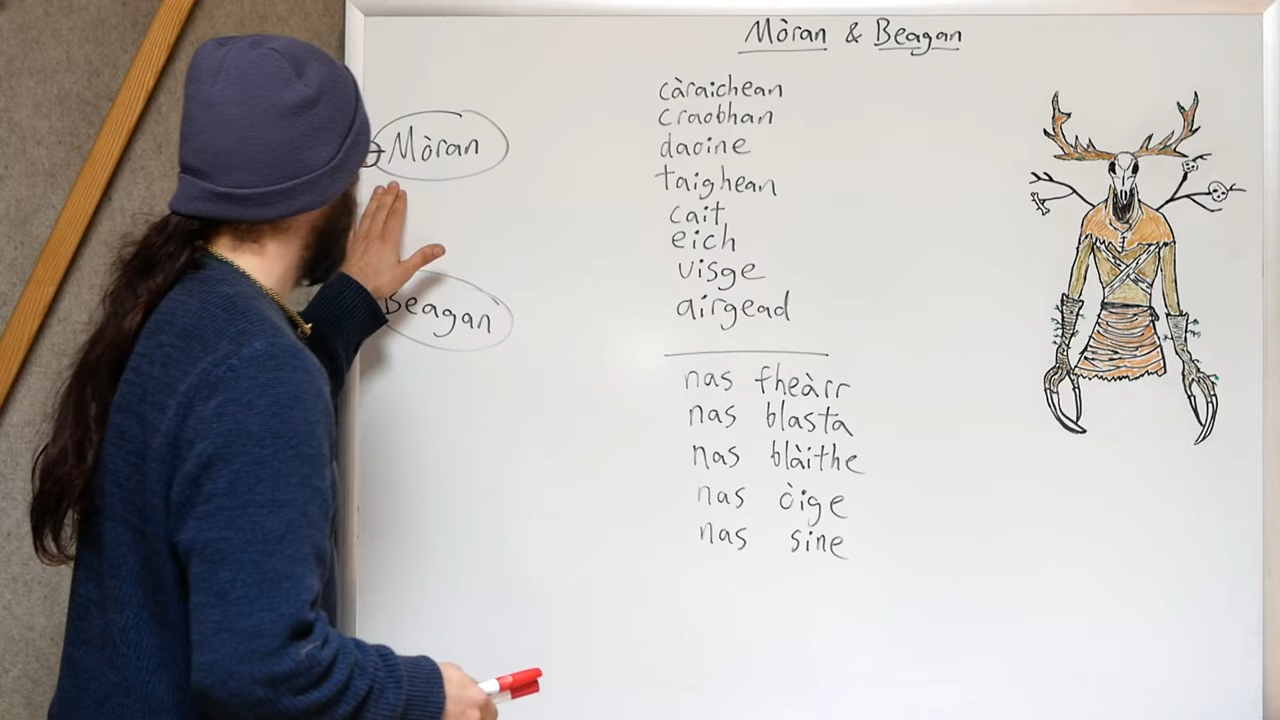 Mòran & Beagan
Mòran
Beagan
càraichean
craobhan
daoine
taighean
cait
eich
uisge
airgead
nas fheàrr
nas blasta
nas blàithe
nas òige
nas sine